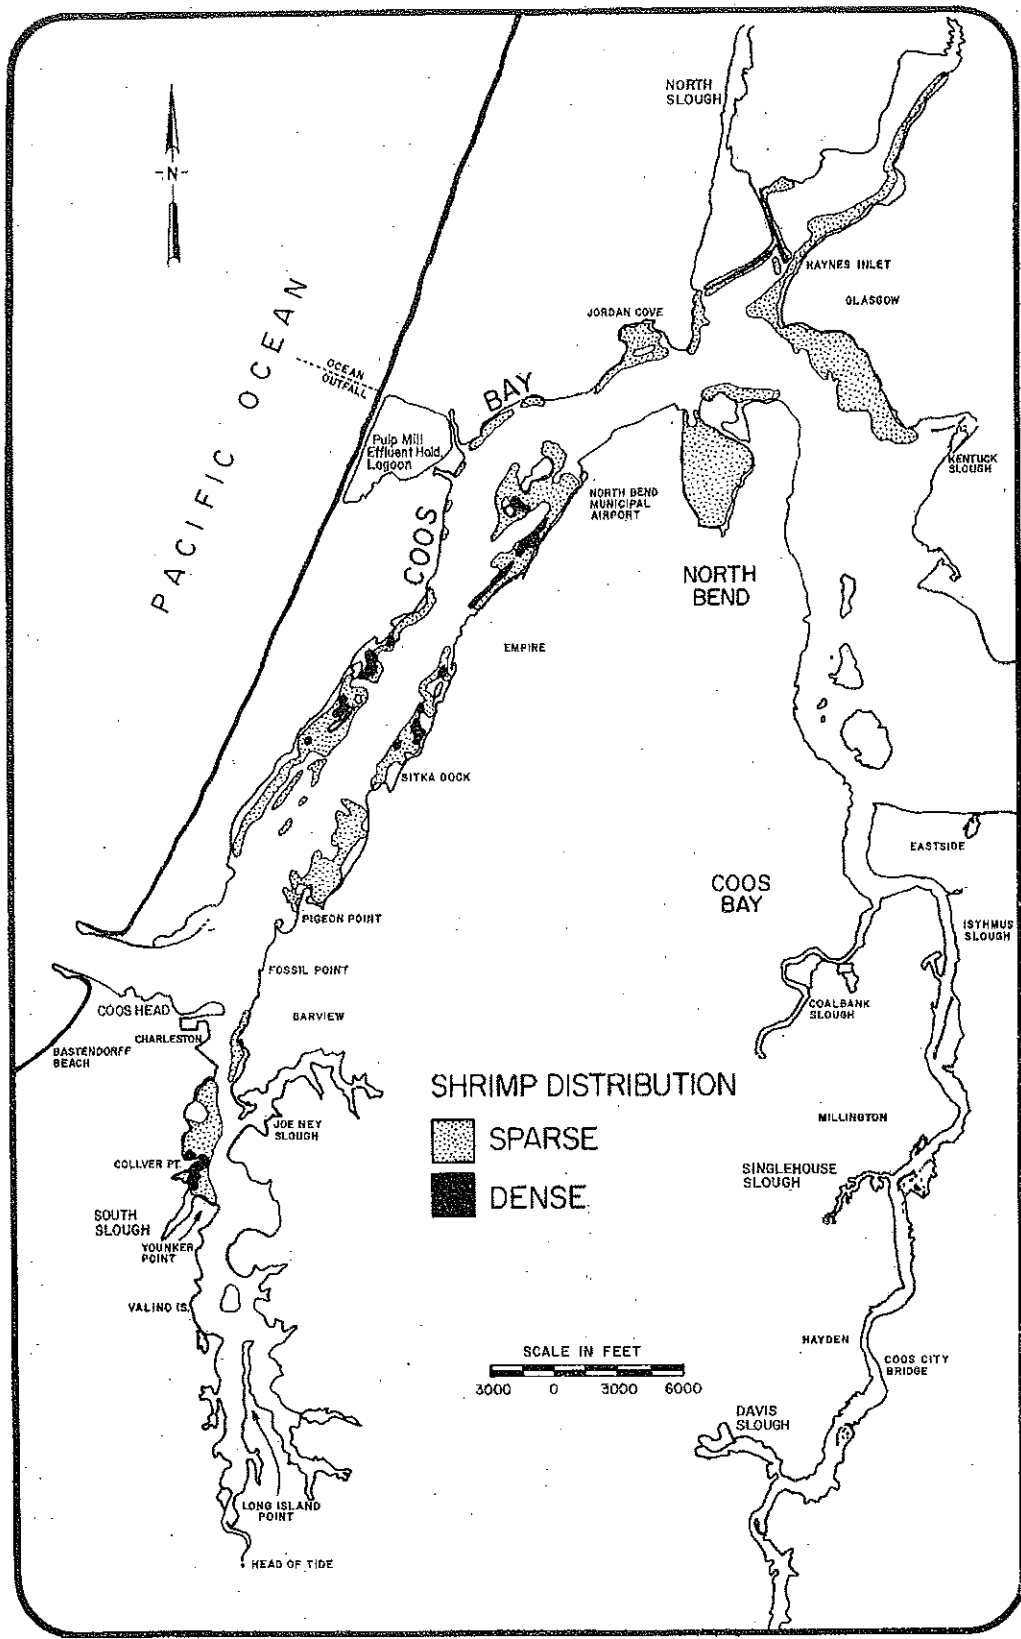 NORTH
SLOUGH
-N-
HAYNES INLET
GLASGOW
JORDAN COVE
PACIFIC OCEAN
OCEAN
OUTFALL
BAY
Pulp Mill
Effluent Hold.
Lagoon
KENTUCK
SLOUGH
NORTH BEND
MUNICIPAL
AIRPORT
COOS
NORTH
BEND
EMPIRE
SITKA DOCK
EASTSIDE
COOS
BAY
PIGEON POINT
ISTHMUS
SLOUGH
FOSSIL POINT
COOS HEAD
BARVIEW
COALBANK
SLOUGH
CHARLESTON
BASTENDORFF
BEACH
SHRIMP DISTRIBUTION
SPARSE
DENSE
JOE NEY
SLOUGH
MILLINGTON
COLLVER PT.
SINGLEHOUSE
SLOUGH
SOUTH
SLOUGH
YOUNKER
POINT
VALINO IS.
HAYDEN
SCALE IN FEET
3000 0 3000 6000
COOS CITY
BRIDGE
DAVIS
SLOUGH
LONG ISLAND
POINT
HEAD OF TIDE